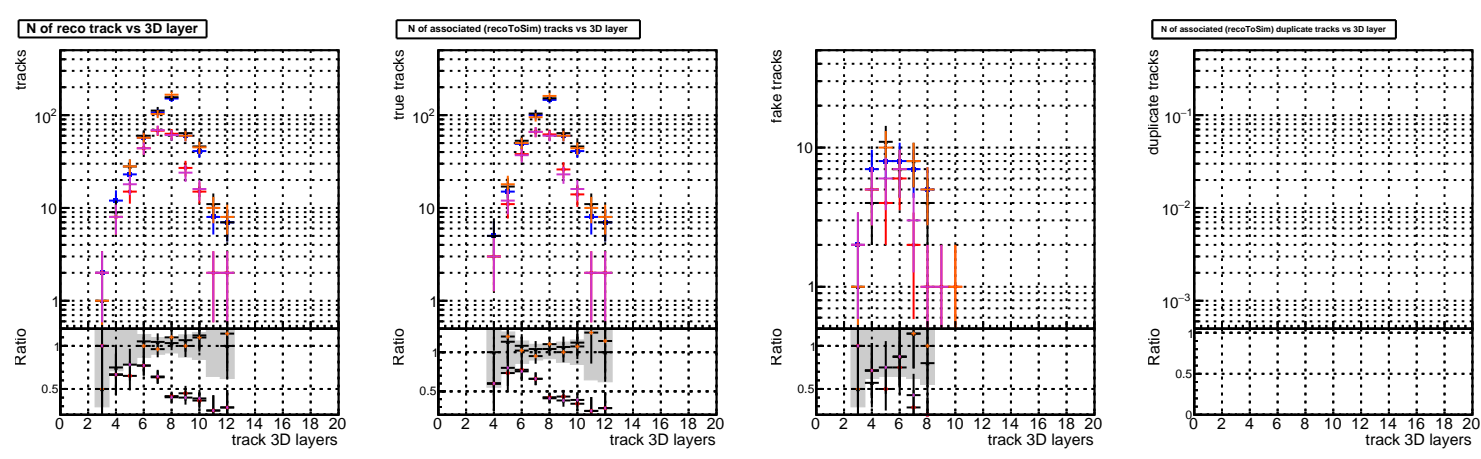 N of reco track vs 3D layer
tracks
10²
10
1
Ratio
1
0.5
0 2 4 6 8 10 12 14 16 18 20
track 3D layers
N of associated (recoToSim) tracks vs 3D layer
true tracks
10²
10
1
Ratio
1
0.5
0 2 4 6 8 10 12 14 16 18 20
track 3D layers
fake tracks
10
1
Ratio
1
0.5
0 2 4 6 8 10 12 14 16 18 20
track 3D layers
N of associated (recoToSim) duplicate tracks vs 3D layer
duplicate tracks
10⁻¹
10⁻²
10⁻³
Ratio
1
0.5
0
0 2 4 6 8 10 12 14 16 18 20
track 3D layers